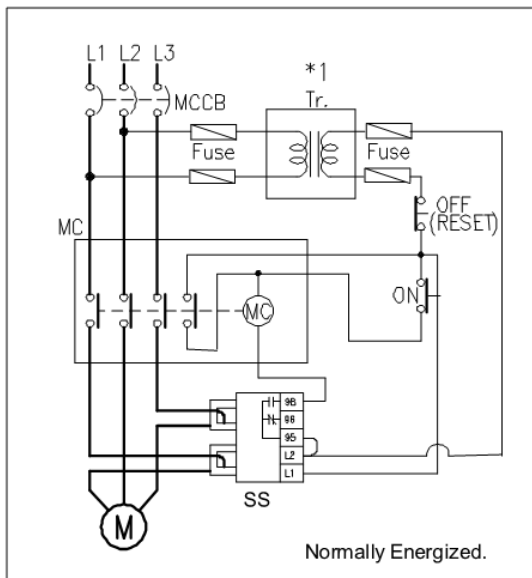 L1 L2 L3
*1
Tr.
MCCB
Fuse
Fuse
OFF
(RESET)
MC
ON
MC
98
96
95
L2
L1
SS
M
Normally Energized.